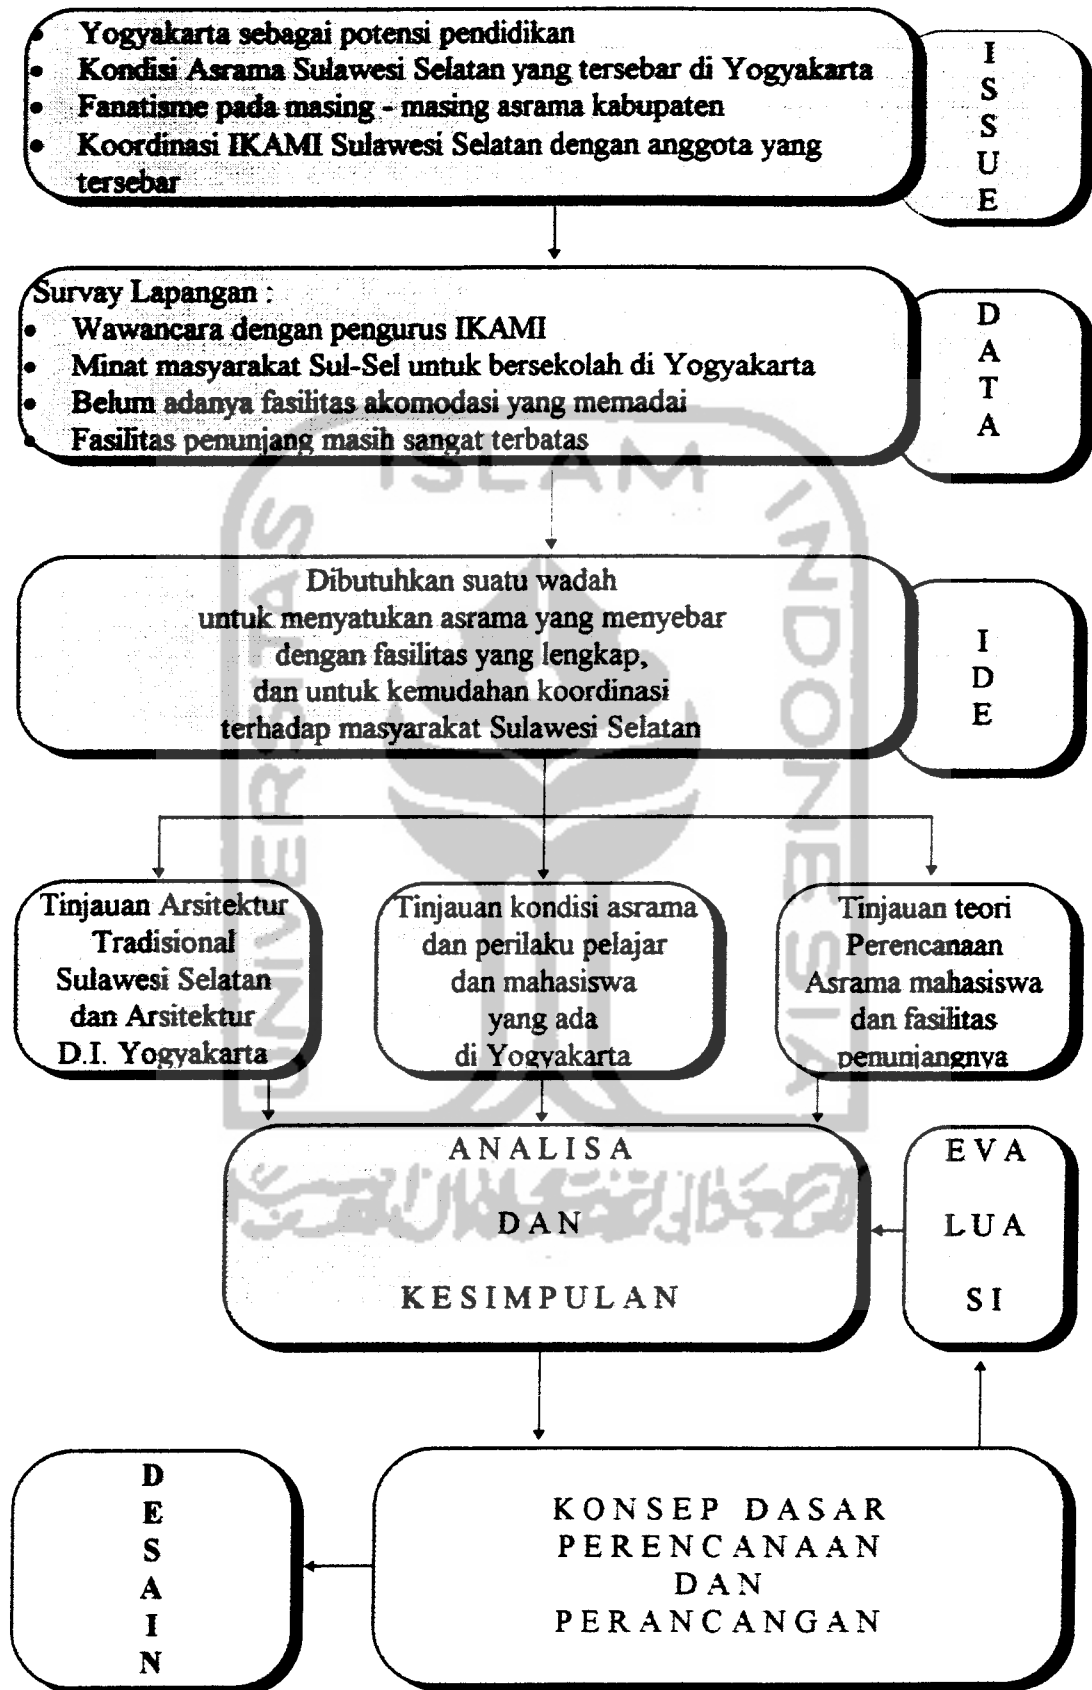 • Yogyakarta sebagai potensi pendidikan
• Kondisi Asrama Sulawesi Selatan yang tersebar di Yogyakarta
• Fanatisme pada masing - masing asrama kabupaten
• Koordinasi IKAMI Sulawesi Selatan dengan anggota yang
tersebar
I
S
S
U
E
Survay Lapangan :
• Wawancara dengan pengurus IKAMI
• Minat masyarakat Sul-Sel untuk bersekolah di Yogyakarta
• Belum adanya fasilitas akomodasi yang memadai
• Fasilitas penunjang masih sangat terbatas
D
A
T
A
Dibutuhkan suatu wadah
untuk menyatukan asrama yang menyebar
dengan fasilitas yang lengkap,
dan untuk kemudahan koordinasi
terhadap masyarakat Sulawesi Selatan
I
D
E
Tinjauan Arsitektur
Tradisional
Sulawesi Selatan
dan Arsitektur
D.I. Yogyakarta
Tinjauan kondisi asrama
dan perilaku pelajar
dan mahasiswa
yang ada
di Yogyakarta
Tinjauan teori
Perencanaan
Asrama mahasiswa
dan fasilitas
penunjangnya
ANALISA
DAN
KESIMPULAN
EVA
LUA
SI
KONSEP DASAR
PERENCANAAN
DAN
PERANCANGAN
D
E
S
A
I
N
UNIVERSITAS
ISLAM
INDONESIA